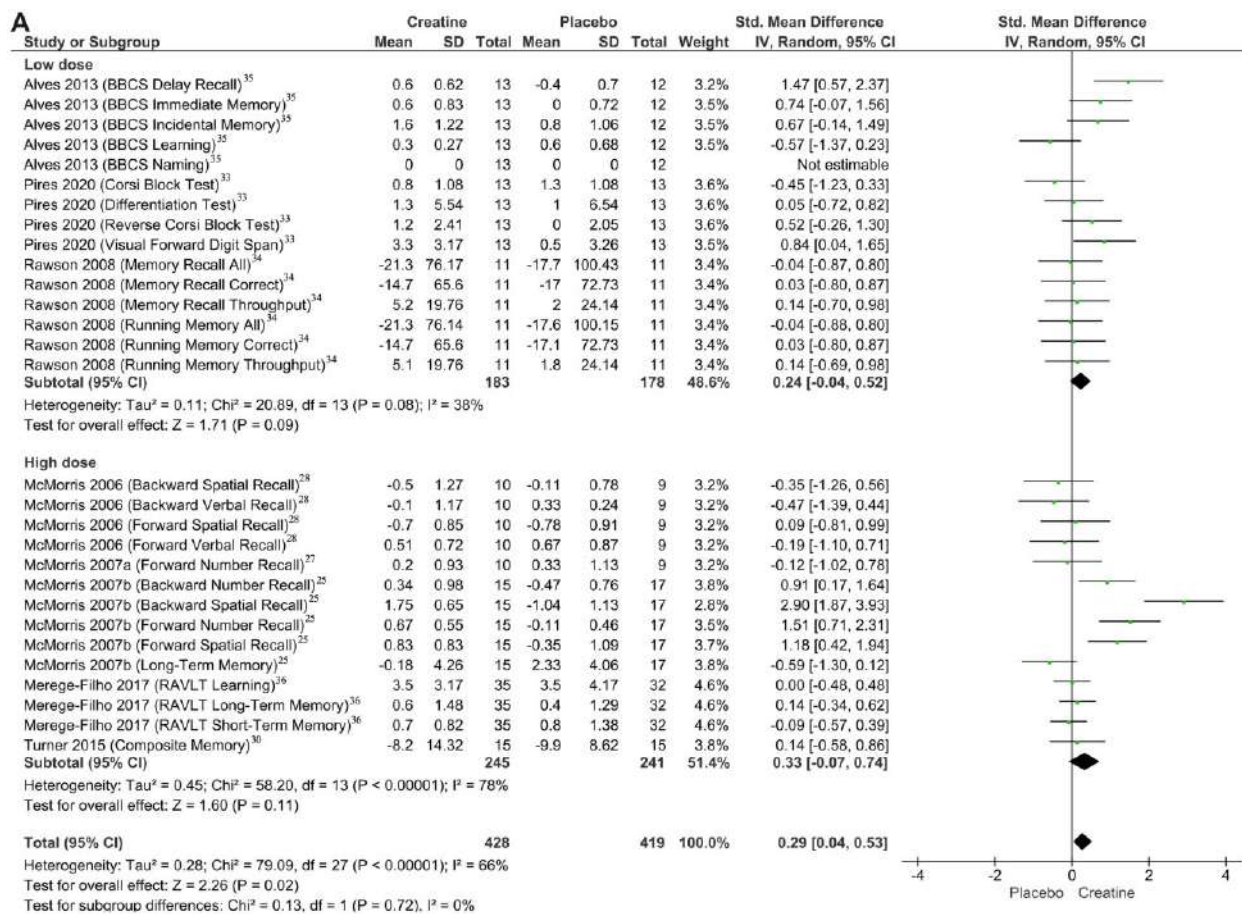 A
Creatine Placebo Std. Mean Difference Std. Mean Difference
Study or Subgroup Mean SD Total Mean SD Total Weight IV, Random, 95% CI IV, Random, 95% CI
Low dose
Alves 2013 (BBCS Delay Recall)³⁵ 0.6 0.62 13 -0.4 0.7 12 3.2% 1.47 [0.57, 2.37]
Alves 2013 (BBCS Immediate Memory)³⁵ 0.6 0.83 13 0 0.72 12 3.5% 0.74 [-0.07, 1.56]
Alves 2013 (BBCS Incidental Memory)³⁵ 1.6 1.22 13 0.8 1.06 12 3.5% 0.67 [-0.14, 1.49]
Alves 2013 (BBCS Learning)³⁵ 0.3 0.27 13 0.6 0.68 12 3.5% -0.57 [-1.37, 0.23]
Alves 2013 (BBCS Naming)³⁵ 0 0 13 0 0 12 Not estimable
Pires 2020 (Corsi Block Test)³³ 0.8 1.08 13 1.3 1.08 13 3.6% -0.45 [-1.23, 0.33]
Pires 2020 (Differentiation Test)³³ 1.3 5.54 13 1 6.54 13 3.6% 0.05 [-0.72, 0.82]
Pires 2020 (Reverse Corsi Block Test)³³ 1.2 2.41 13 0 2.05 13 3.6% 0.52 [-0.26, 1.30]
Pires 2020 (Visual Forward Digit Span)³³ 3.3 3.17 13 0.5 3.26 13 3.5% 0.84 [0.04, 1.65]
Rawson 2008 (Memory Recall All)³⁴ -21.3 76.17 11 -17.7 100.43 11 3.4% -0.04 [-0.87, 0.80]
Rawson 2008 (Memory Recall Correct)³⁴ -14.7 65.6 11 -17 72.73 11 3.4% 0.03 [-0.80, 0.87]
Rawson 2008 (Memory Recall Throughput)³⁴ 5.2 19.76 11 2 24.14 11 3.4% 0.14 [-0.70, 0.98]
Rawson 2008 (Running Memory All)³⁴ -21.3 76.14 11 -17.6 100.15 11 3.4% -0.04 [-0.88, 0.80]
Rawson 2008 (Running Memory Correct)³⁴ -14.7 65.6 11 -17.1 72.73 11 3.4% 0.03 [-0.80, 0.87]
Rawson 2008 (Running Memory Throughput)³⁴ 5.1 19.76 11 1.8 24.14 11 3.4% 0.14 [-0.69, 0.98]
Subtotal (95% CI) 183 178 48.6% 0.24 [-0.04, 0.52]
Heterogeneity: Tau² = 0.11; Chi² = 20.89, df = 13 (P = 0.08); I² = 38%
Test for overall effect: Z = 1.71 (P = 0.09)
High dose
McMorris 2006 (Backward Spatial Recall)²⁸ -0.5 1.27 10 -0.11 0.78 9 3.2% -0.35 [-1.26, 0.56]
McMorris 2006 (Backward Verbal Recall)²⁸ -0.1 1.17 10 0.33 0.24 9 3.2% -0.47 [-1.39, 0.44]
McMorris 2006 (Forward Spatial Recall)²⁸ -0.7 0.85 10 -0.78 0.91 9 3.2% 0.09 [-0.81, 0.99]
McMorris 2006 (Forward Verbal Recall)²⁸ 0.51 0.72 10 0.67 0.87 9 3.2% -0.19 [-1.10, 0.71]
McMorris 2007a (Forward Number Recall)²⁷ 0.2 0.93 10 0.33 1.13 9 3.2% -0.12 [-1.02, 0.78]
McMorris 2007b (Backward Number Recall)²⁵ 0.34 0.98 15 -0.47 0.76 17 3.7% 0.91 [0.17, 1.64]
McMorris 2007b (Backward Spatial Recall)²⁵ 1.75 0.65 15 -1.04 1.13 17 2.8% 2.90 [1.87, 3.93]
McMorris 2007b (Forward Number Recall)²⁵ 0.67 0.55 15 -0.11 0.46 17 3.5% 1.51 [0.71, 2.31]
McMorris 2007b (Forward Spatial Recall)²⁵ 0.83 0.83 15 -0.35 1.09 17 3.6% 1.18 [0.42, 1.94]
McMorris 2007b (Long-Term Memory)²⁵ -0.18 4.26 15 2.33 4.06 17 3.8% -0.59 [-1.30, 0.12]
Merege-Filho 2017 (RAVLT Learning)³⁶ 3.5 3.17 35 3.5 4.17 32 4.6% 0.00 [-0.48, 0.48]
Merege-Filho 2017 (RAVLT Long-Term Memory)³⁶ 0.6 1.48 35 0.4 1.29 32 4.6% 0.14 [-0.34, 0.62]
Merege-Filho 2017 (RAVLT Short-Term Memory)³⁶ 0.7 0.82 35 0.8 1.38 32 4.6% -0.09 [-0.57, 0.39]
Turner 2015 (Composite Memory)³⁰ -8.2 14.32 15 -9.9 8.62 15 3.8% 0.14 [-0.58, 0.86]
Subtotal (95% CI) 245 241 51.4% 0.33 [-0.07, 0.74]
Heterogeneity: Tau² = 0.45; Chi² = 58.20, df = 13 (P < 0.00001); I² = 78%
Test for overall effect: Z = 1.60 (P = 0.11)
Total (95% CI) 428 419 100.0% 0.29 [0.04, 0.53]
Heterogeneity: Tau² = 0.28; Chi² = 79.09, df = 27 (P < 0.00001); I² = 66%
Test for overall effect: Z = 2.26 (P = 0.02)
Test for subgroup differences: Chi² = 0.13, df = 1 (P = 0.72), I² = 0%
-4 -2 0 2 4
Placebo Creatine